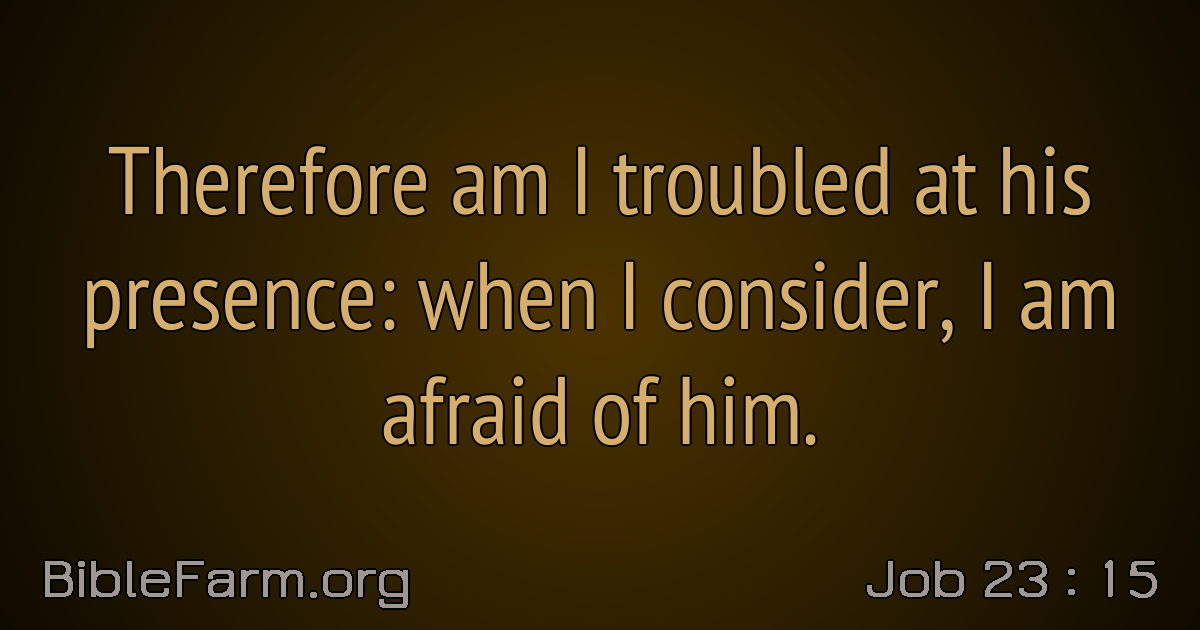 Therefore am I troubled at his
presence: when I consider, I am
afraid of him.
BibleFarm.org
Job 23 : 15